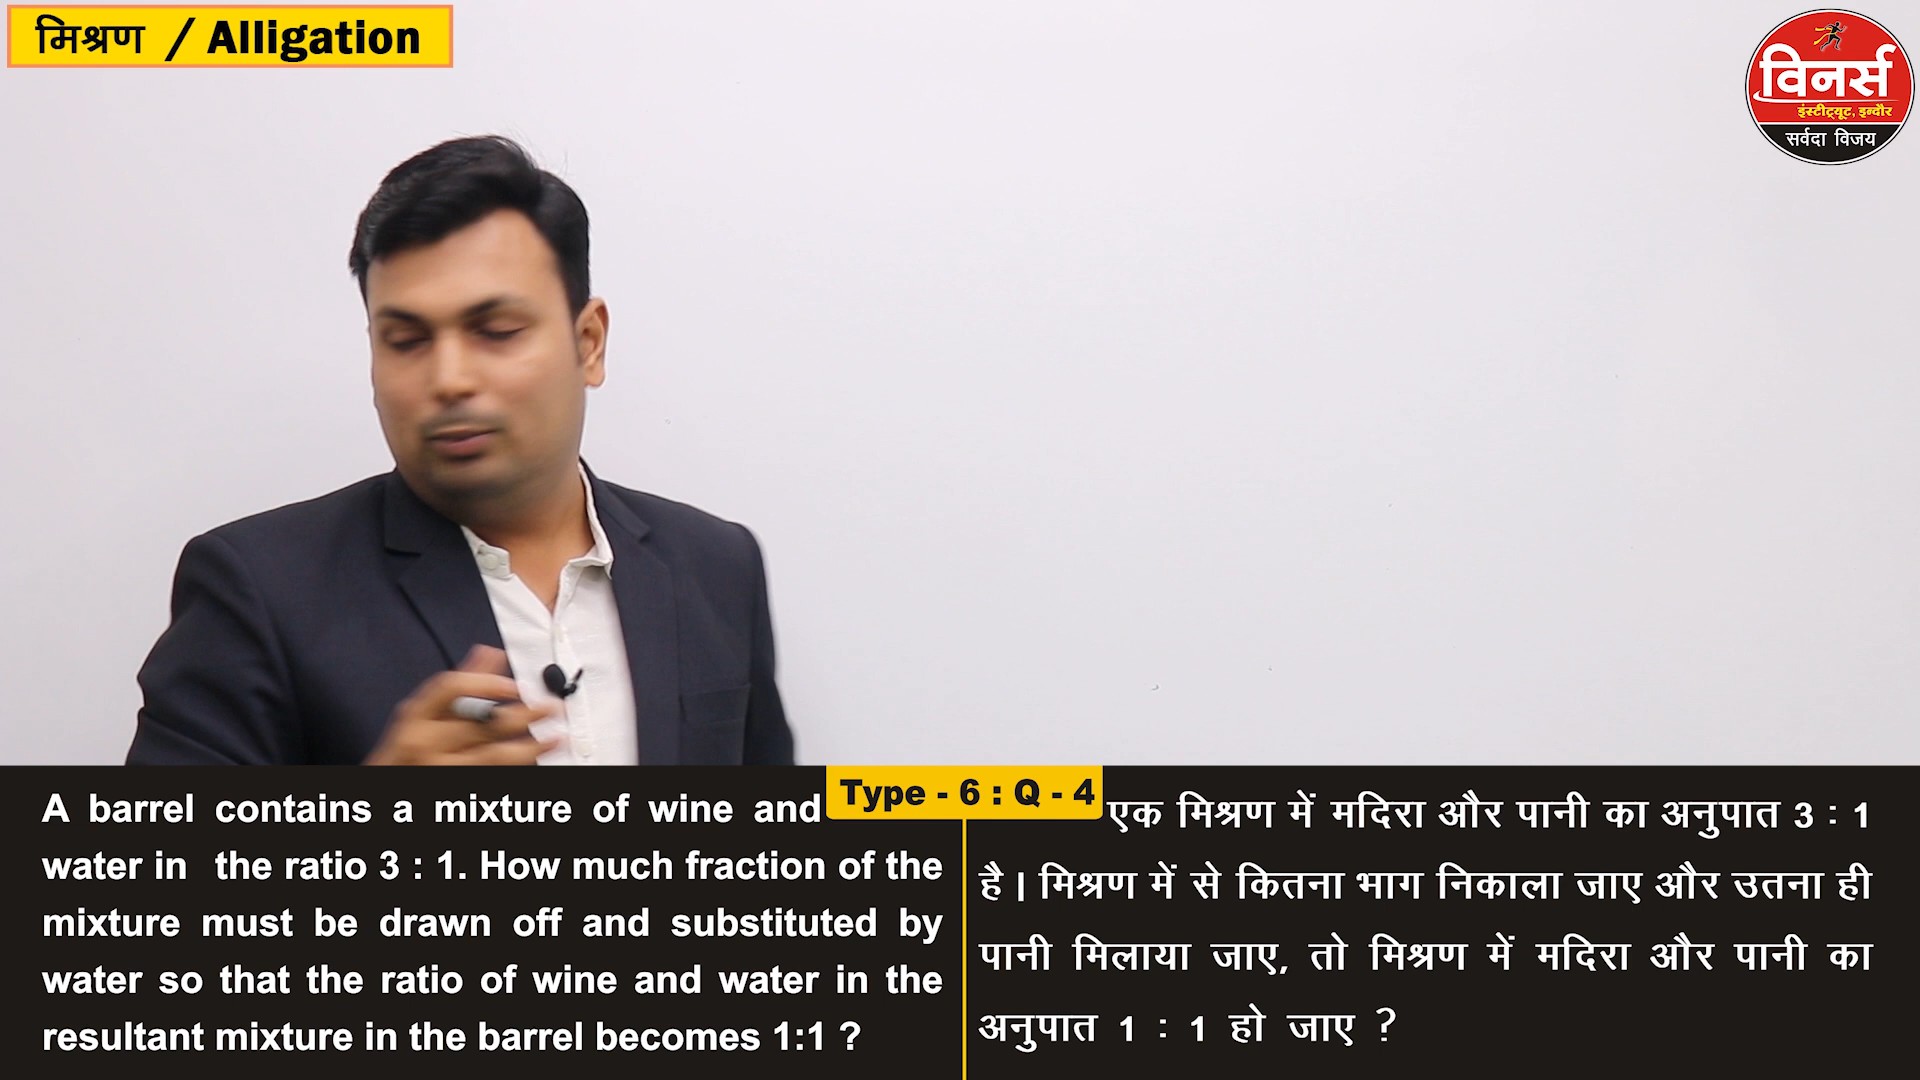 मिश्रण / Alligation
विनर्स
इंस्टीट्यूट, इन्दौर
सर्वदा विजय
Type - 6 : Q - 4
A barrel contains a mixture of wine and
water in the ratio 3 : 1. How much fraction of the
mixture must be drawn off and substituted by
water so that the ratio of wine and water in the
resultant mixture in the barrel becomes 1:1 ?
एक मिश्रण में मदिरा और पानी का अनुपात 3 : 1
है। मिश्रण में से कितना भाग निकाला जाए और उतना ही
पानी मिलाया जाए, तो मिश्रण में मदिरा और पानी का
अनुपात 1 : 1 हो जाए ?